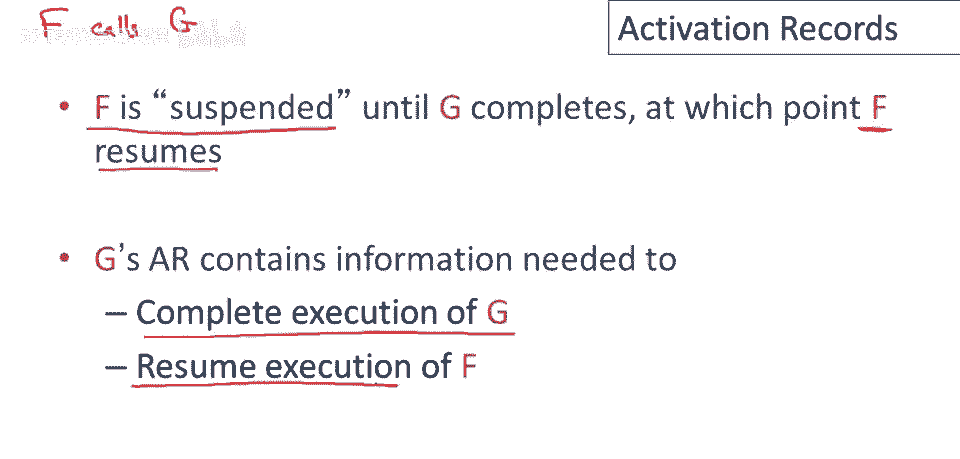 F calls G
Activation Records
• F is “suspended” until G completes, at which point F
resumes
• G’s AR contains information needed to
– Complete execution of G
– Resume execution of F